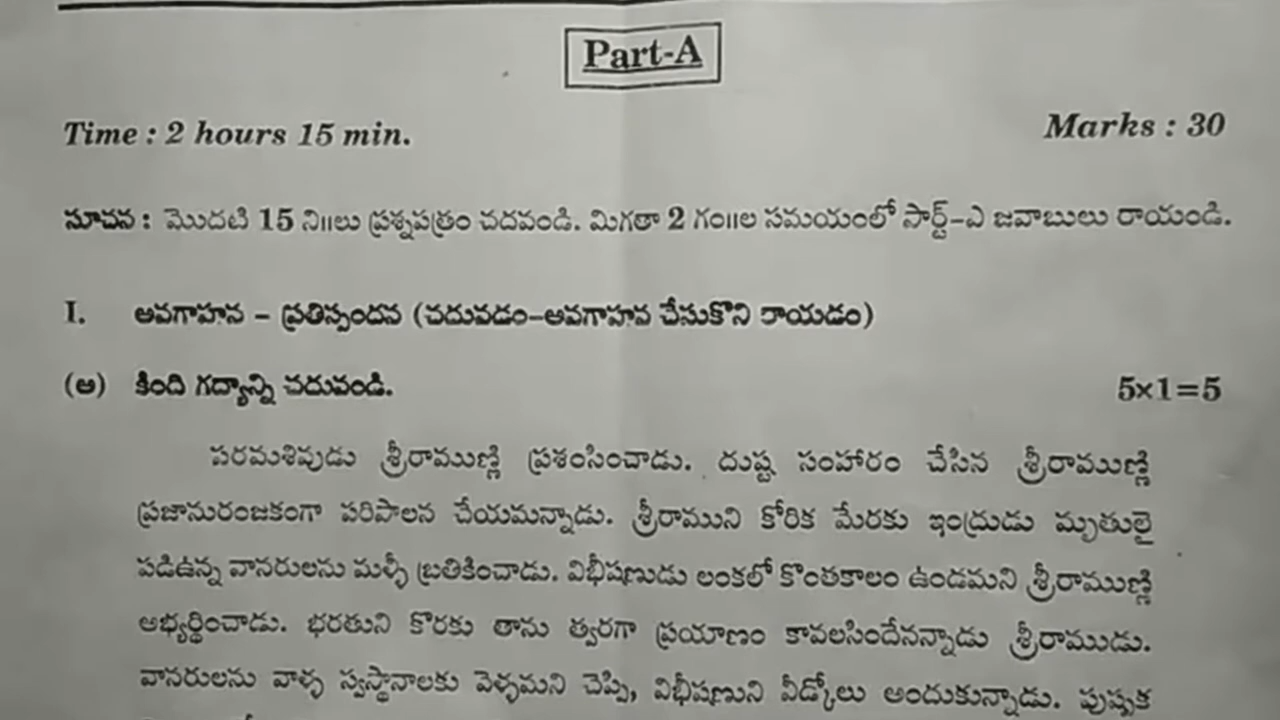 Part-A
Time : 2 hours 15 min. Marks : 30
సూచన : మొదటి 15 ని॥లు ప్రశ్నపత్రం చదవండి. మిగతా 2 గం॥ల సమయంలో పార్ట్-ఎ జవాబులు రాయండి.
I. అవగాహన – ప్రతిస్పందన (చదువడం–అవగాహన చేసుకొని రాయడం)
(అ) కింది గద్యాన్ని చదువండి. 5×1=5
పరమశివుడు శ్రీరాముణ్ణి ప్రశంసించాడు. దుష్ట సంహారం చేసిన శ్రీరాముణ్ణి
ప్రజానురంజకంగా పరిపాలన చేయమన్నాడు. శ్రీరాముని కోరిక మేరకు ఇంద్రుడు మృతులై
పడిఉన్న వానరులను మళ్ళీ బ్రతికించాడు. విభీషణుడు లంకలో కొంతకాలం ఉండమని శ్రీరాముణ్ణి
అభ్యర్థించాడు. భరతుని కొరకు తాను త్వరగా ప్రయాణం కావలసిందేనన్నాడు శ్రీరాముడు.
వానరులను వాళ్ళ స్వస్థానాలకు వెళ్ళమని చెప్పి, విభీషణుని వీడ్కోలు అందుకున్నాడు. పుష్పక